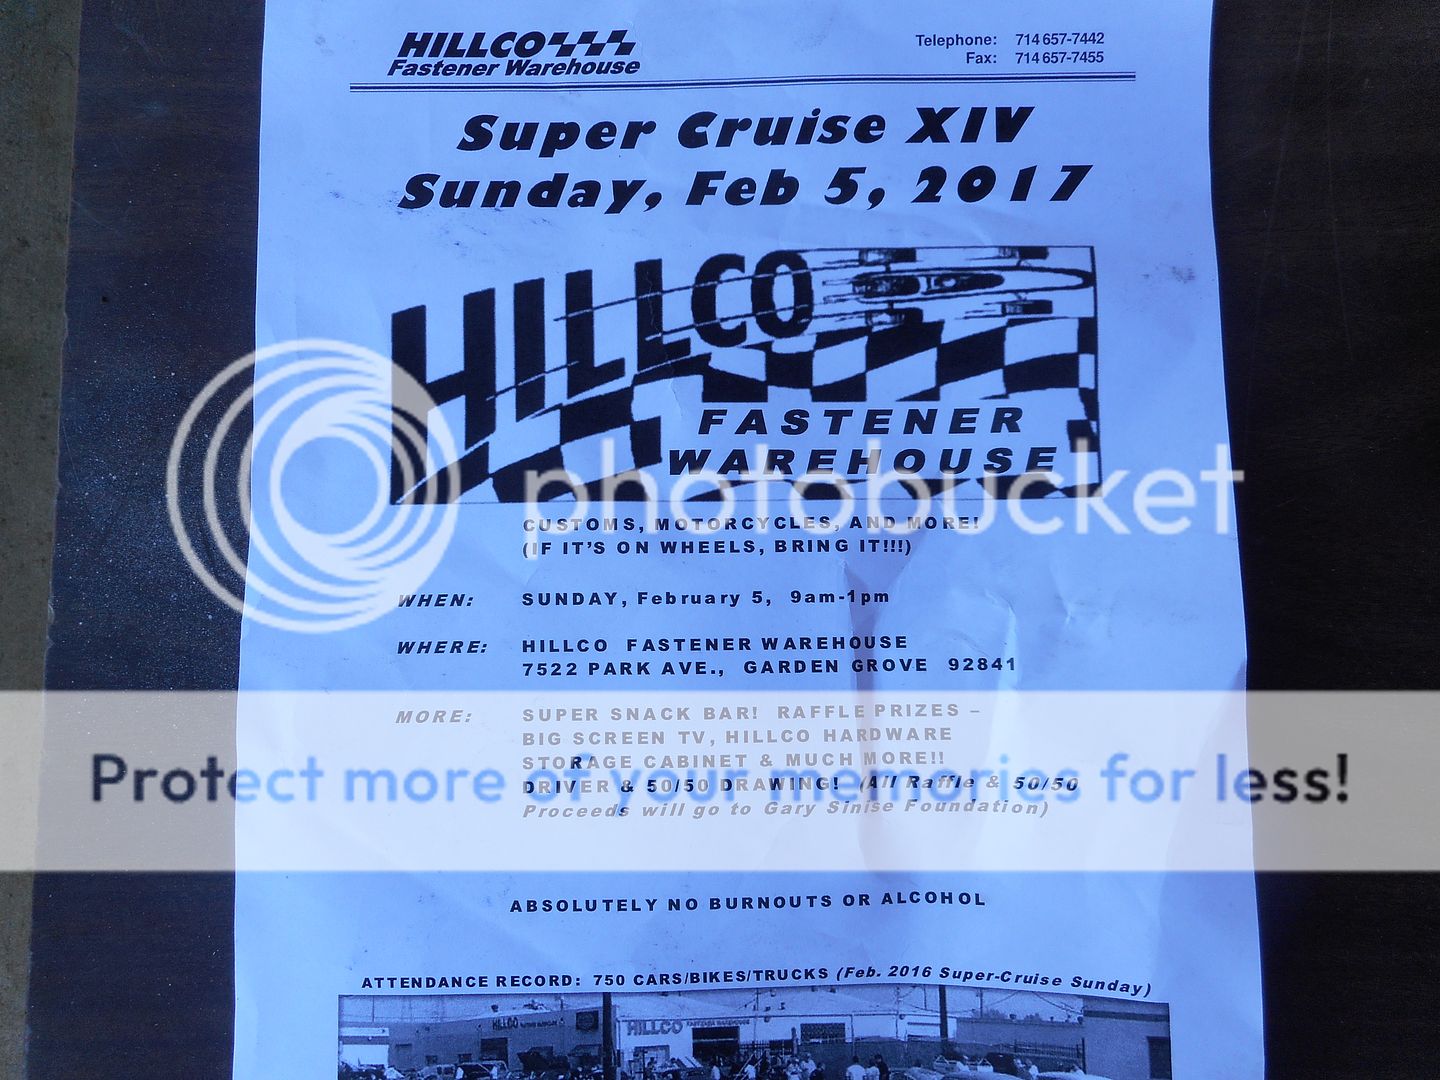 HILLCO
Fastener Warehouse
Telephone: 714 657-7442
Fax: 714 657-7455
Super Cruise XIV
Sunday, Feb 5, 2017
HILLCO
FASTENER
WAREHOUSE
photobucket
CUSTOMS, MOTORCYCLES, AND MORE!
(IF IT'S ON WHEELS, BRING IT!!!)
WHEN: SUNDAY, February 5, 9am-1pm
WHERE: HILLCO FASTENER WAREHOUSE
7522 PARK AVE., GARDEN GROVE 92841
MORE: SUPER SNACK BAR! RAFFLE PRIZES –
BIG SCREEN TV, HILLCO HARDWARE
STORAGE CABINET & MUCH MORE!!
DRIVER & 50/50 DRAWING! (All Raffle & 50/50
Proceeds will go to Gary Sinise Foundation)
Protect more of your memories for less!
ABSOLUTELY NO BURNOUTS OR ALCOHOL
ATTENDANCE RECORD: 750 CARS/BIKES/TRUCKS (Feb. 2016 Super-Cruise Sunday)
HILLCO
HILLCO FASTENER WAREHOUSE